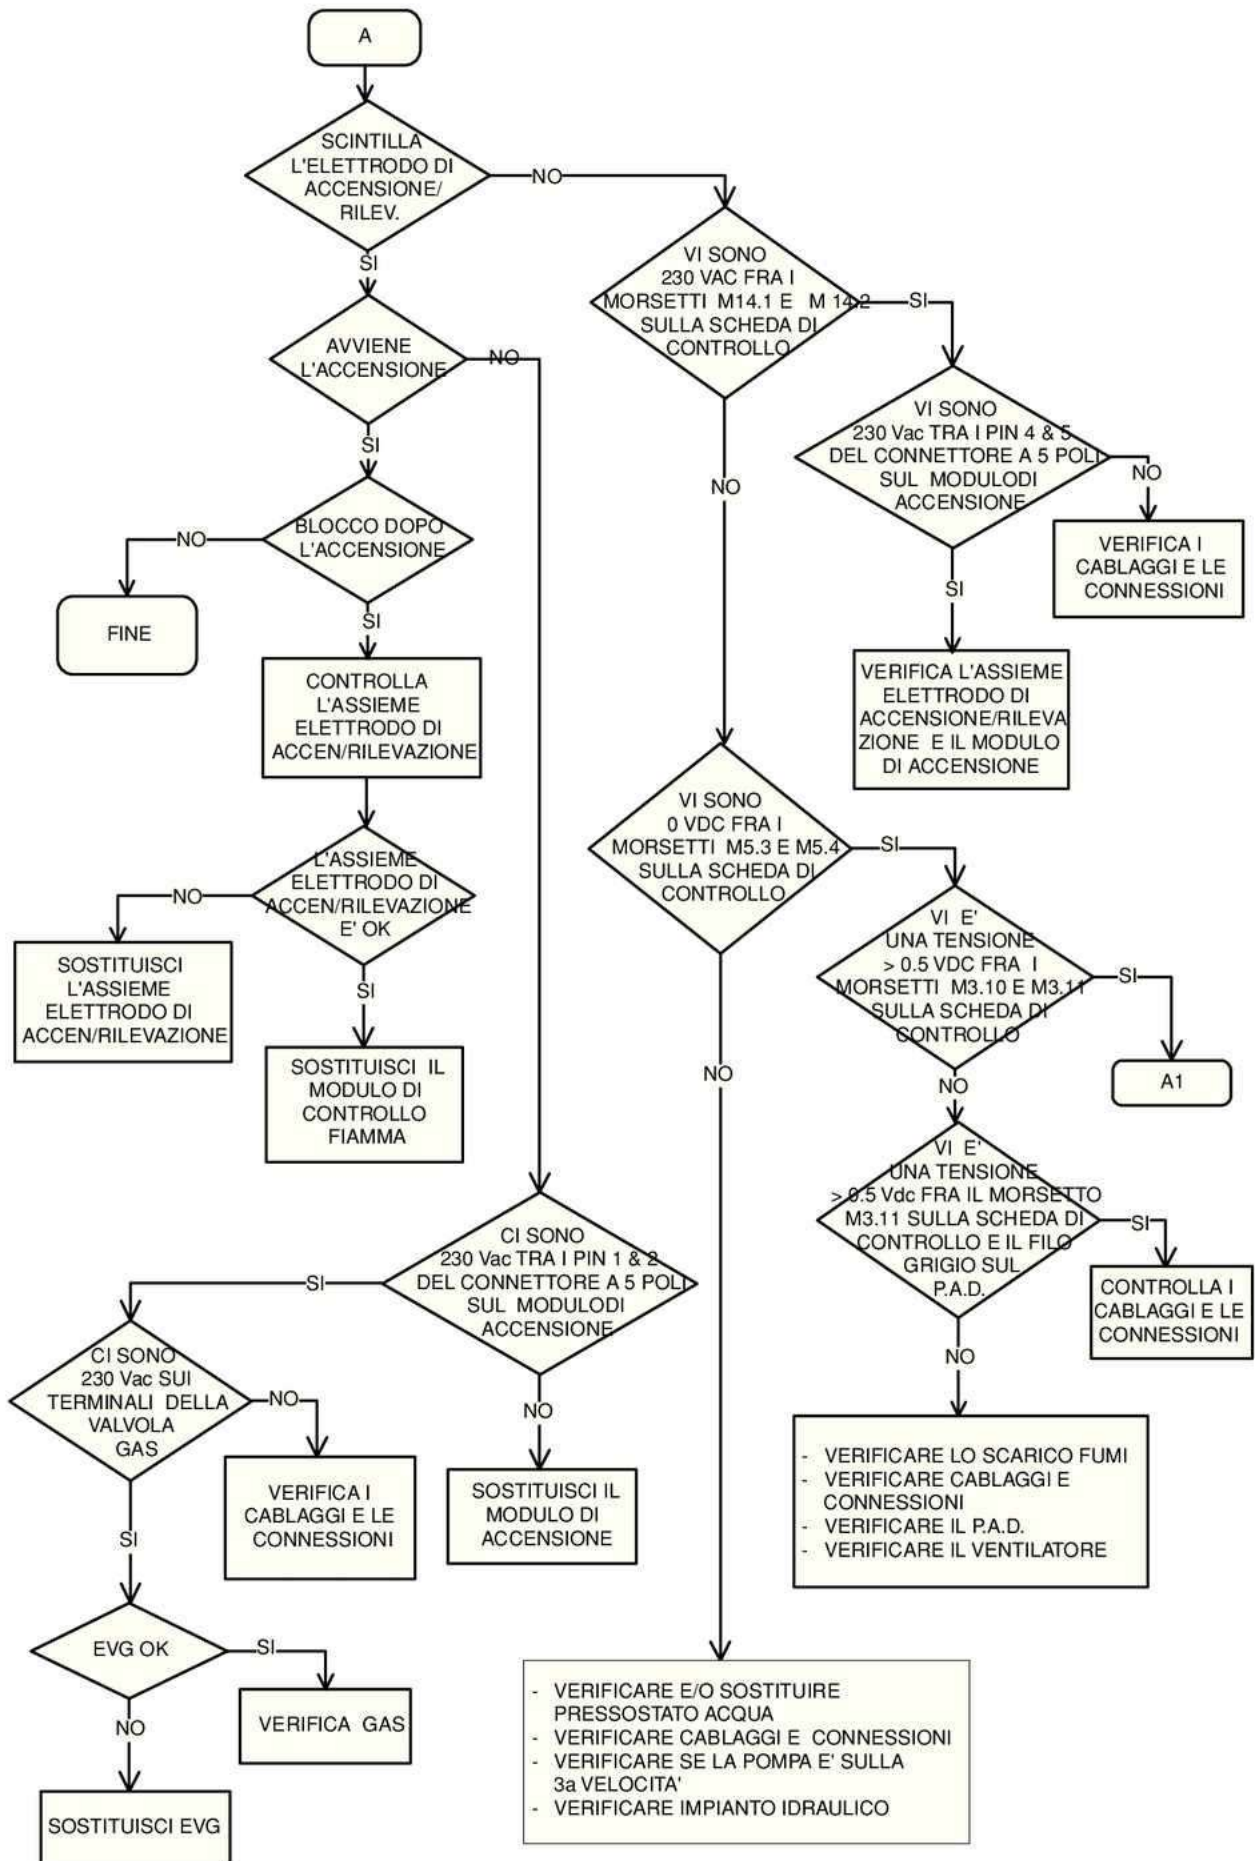 A
SCINTILLA
L'ELETTRODO DI
ACCENSIONE/
RILEV.
NO
SI
VI SONO
230 VAC FRA I
MORSETTI M14.1 E M 14.2
SULLA SCHEDA DI
CONTROLLO
SI
AVVIENE
L'ACCENSIONE
NO
SI
VI SONO
230 Vac TRA I PIN 4 & 5
DEL CONNETTORE A 5 POLI
SUL MODULODI
ACCENSIONE
NO
NO
BLOCCO DOPO
L'ACCENSIONE
NO
VERIFICA I
CABLAGGI E LE
CONNESSIONI
SI
SI
FINE
CONTROLLA
L'ASSIEME
ELETTRODO DI
ACCEN/RILEVAZIONE
VERIFICA L'ASSIEME
ELETTRODO DI
ACCENSIONE/RILEVA
ZIONE E IL MODULO
DI ACCENSIONE
VI SONO
0 VDC FRA I
MORSETTI M5.3 E M5.4
SULLA SCHEDA DI
CONTROLLO
SI
L'ASSIEME
ELETTRODO DI
ACCEN/RILEVAZIONE
E' OK
NO
VI E'
UNA TENSIONE
> 0.5 VDC FRA I
MORSETTI M3.10 E M3.11
SULLA SCHEDA DI
CONTROLLO
SI
SOSTITUISCI
L'ASSIEME
ELETTRODO DI
ACCEN/RILEVAZIONE
SI
SOSTITUISCI IL
MODULO DI
CONTROLLO
FIAMMA
NO
NO
A1
VI E'
UNA TENSIONE
> 0.5 Vdc FRA IL MORSETTO
M3.11 SULLA SCHEDA DI
CONTROLLO E IL FILO
GRIGIO SUL
P.A.D.
SI
CI SONO
230 Vac TRA I PIN 1 & 2
DEL CONNETTORE A 5 POLI
SUL MODULODI
ACCENSIONE
SI
CONTROLLA I
CABLAGGI E LE
CONNESSIONI
NO
CI SONO
230 Vac SUI
TERMINALI DELLA
VALVOLA
GAS
NO
NO
- VERIFICARE LO SCARICO FUMI
- VERIFICARE CABLAGGI E
CONNESSIONI
- VERIFICARE IL P.A.D.
- VERIFICARE IL VENTILATORE
VERIFICA I
CABLAGGI E LE
CONNESSIONI
SOSTITUISCI IL
MODULO DI
ACCENSIONE
SI
EVG OK
SI
VERIFICA GAS
NO
SOSTITUISCI EVG
- VERIFICARE E/O SOSTITUIRE
PRESSOSTATO ACQUA
- VERIFICARE CABLAGGI E CONNESSIONI
- VERIFICARE SE LA POMPA E' SULLA
3a VELOCITA'
- VERIFICARE IMPIANTO IDRAULICO